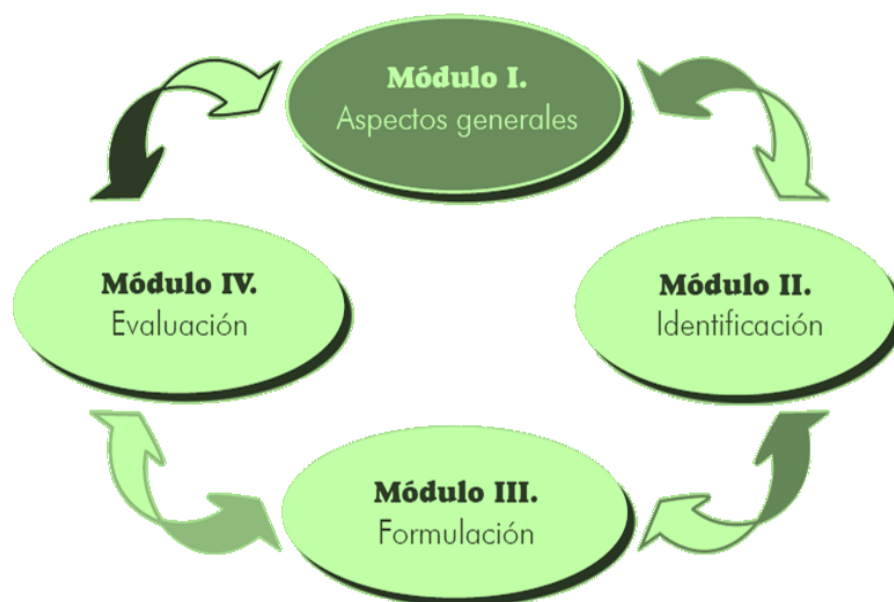 Módulo I.
Aspectos generales
Módulo II.
Identificación
Módulo III.
Formulación
Módulo IV.
Evaluación